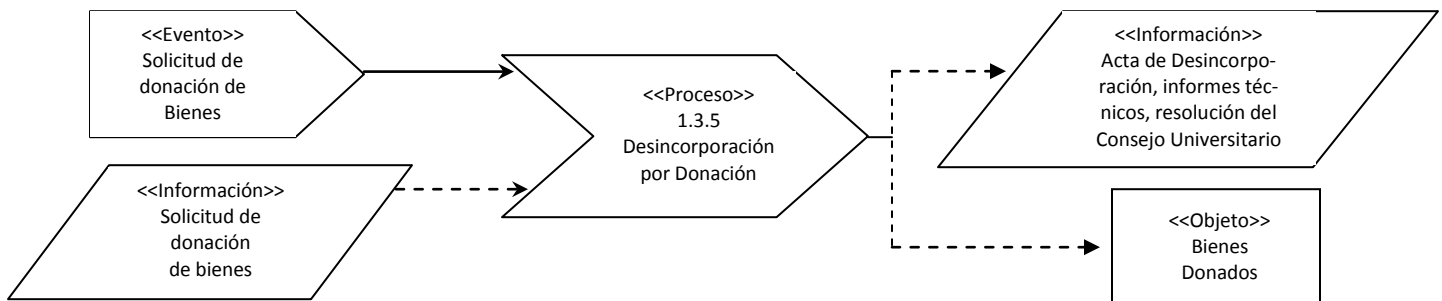 <<Evento>>
Solicitud de
donación de
Bienes
<<Información>>
Solicitud de
donación
de bienes
<<Proceso>>
1.3.5
Desincorporación
por Donación
<<Información>>
Acta de Desincorpo-
ración, informes téc-
nicos, resolución del
Consejo Universitario
<<Objeto>>
Bienes
Donados